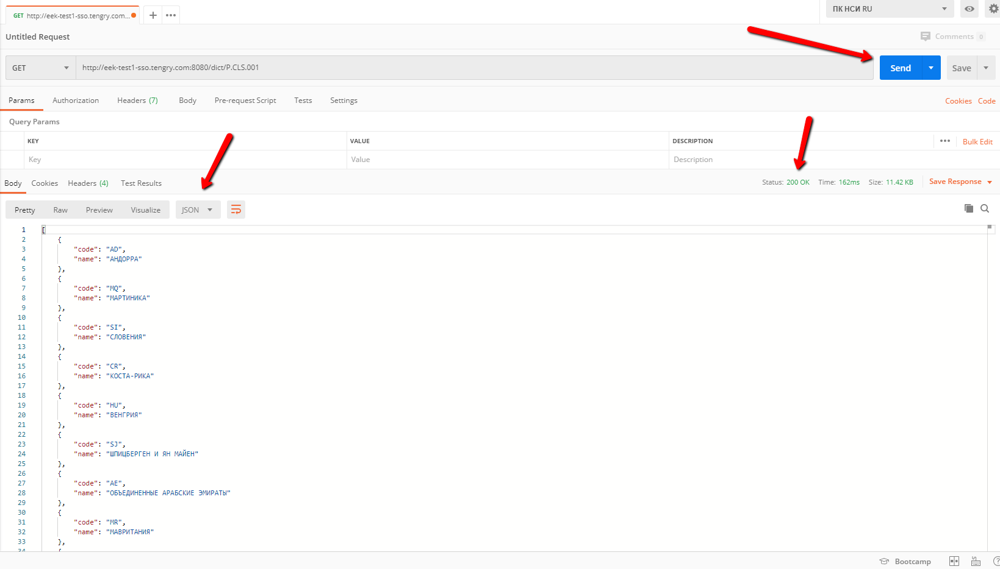 GET http://eek-test1-sso.tengry.com...
ПК НСИ RU
Untitled Request
Comments 0
GET http://eek-test1-sso.tengry.com:8080/dict/P.CLS.001
Send
Save
Params Authorization Headers (7) Body Pre-request Script Tests Settings
Cookies Code
Query Params
KEY VALUE DESCRIPTION
Bulk Edit
Key Value Description
Body Cookies Headers (4) Test Results
Status: 200 OK Time: 162ms Size: 11.42 KB Save Response
Pretty Raw Preview Visualize JSON
1 [
2 {
3 "code": "AD",
4 "name": "АНДОРРА"
5 },
6 {
7 "code": "MQ",
8 "name": "МАРТИНИКА"
9 },
10 {
11 "code": "SI",
12 "name": "СЛОВЕНИЯ"
13 },
14 {
15 "code": "CR",
16 "name": "КОСТА-РИКА"
17 },
18 {
19 "code": "HU",
20 "name": "ВЕНГРИЯ"
21 },
22 {
23 "code": "SJ",
24 "name": "ШПИЦБЕРГЕН И ЯН МАЙЕН"
25 },
26 {
27 "code": "AE",
28 "name": "ОБЪЕДИНЕННЫЕ АРАБСКИЕ ЭМИРАТЫ"
29 },
30 {
31 "code": "MR",
32 "name": "МАВРИТАНИЯ"
33 },
34 {
Bootcamp